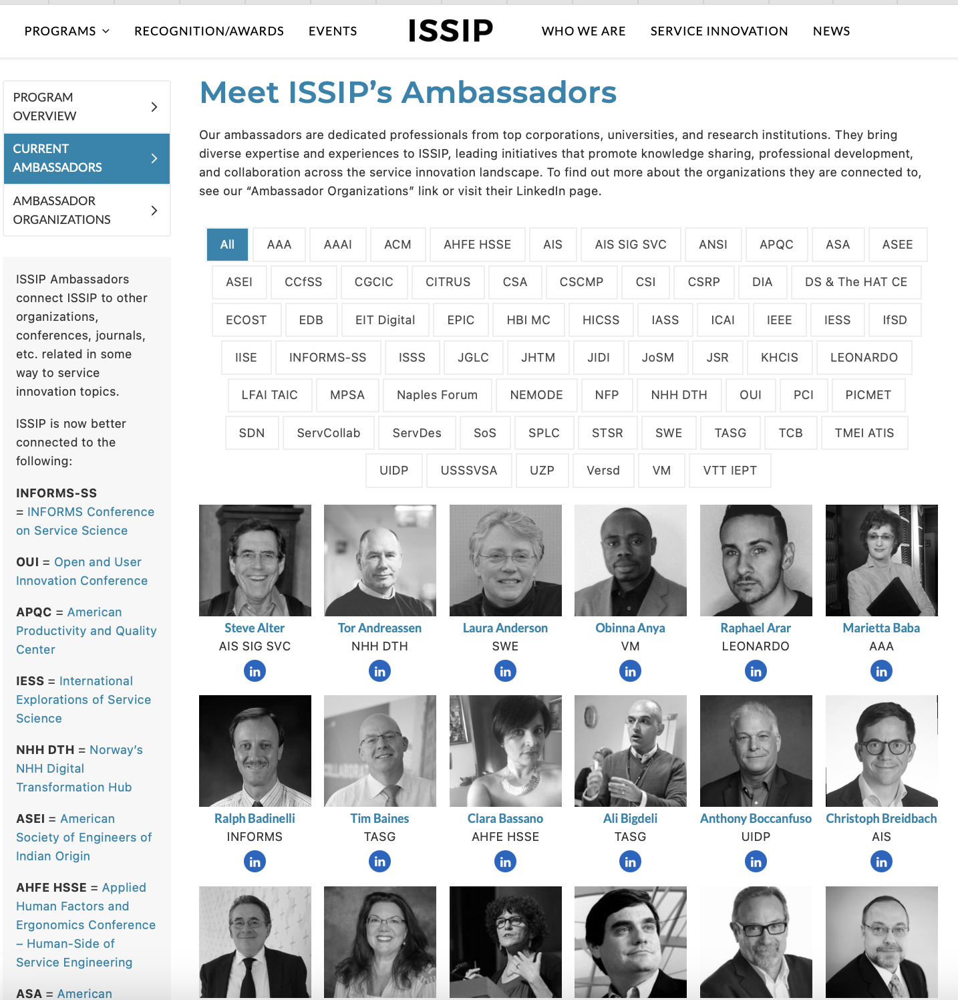 PROGRAMS
RECOGNITION/AWARDS
EVENTS
ISSIP
WHO WE ARE
SERVICE INNOVATION
NEWS
PROGRAM
OVERVIEW
CURRENT
AMBASSADORS
AMBASSADOR
ORGANIZATIONS
ISSIP Ambassadors
connect ISSIP to other
organizations,
conferences, journals,
etc. related in some
way to service
innovation topics.
ISSIP is now better
connected to the
following:
INFORMS-SS
= INFORMS Conference
on Service Science
OUI = Open and User
Innovation Conference
APQC = American
Productivity and Quality
Center
IESS = International
Explorations of Service
Science
NHH DTH = Norway’s
NHH Digital
Transformation Hub
ASEI = American
Society of Engineers of
Indian Origin
AHFE HSSE = Applied
Human Factors and
Ergonomics Conference
– Human-Side of
Service Engineering
ASA = American
Meet ISSIP’s Ambassadors
Our ambassadors are dedicated professionals from top corporations, universities, and research institutions. They bring
diverse expertise and experiences to ISSIP, leading initiatives that promote knowledge sharing, professional development,
and collaboration across the service innovation landscape. To find out more about the organizations they are connected to,
see our “Ambassador Organizations” link or visit their LinkedIn page.
All AAA AAAI ACM AHFE HSSE AIS AIS SIG SVC ANSI APQC ASA ASEE
ASEI CCfSS CGCIC CITRUS CSA CSCMP CSI CSRP DIA DS & The HAT CE
ECOST EDB EIT Digital EPIC HBI MC HICSS IASS ICAI IEEE IESS IfSD
IISE INFORMS-SS ISSS JGLC JHTM JIDI JoSM JSR KHCIS LEONARDO
LFAI TAIC MPSA Naples Forum NEMODE NFP NHH DTH OUI PCI PICMET
SDN ServCollab ServDes SoS SPLC STSR SWE TASG TCB TMEI ATIS
UIDP USSSVSA UZP Versd VM VTT IEPT
Steve Alter
AIS SIG SVC
in
Tor Andreassen
NHH DTH
in
Laura Anderson
SWE
in
Obinna Anya
VM
in
Raphael Arar
LEONARDO
in
Marietta Baba
AAA
in
Ralph Badinelli
INFORMS
in
Tim Baines
TASG
in
Clara Bassano
AHFE HSSE
in
Ali Bigdeli
TASG
in
Anthony Boccanfuso
UIDP
in
Christoph Breidbach
AIS
in